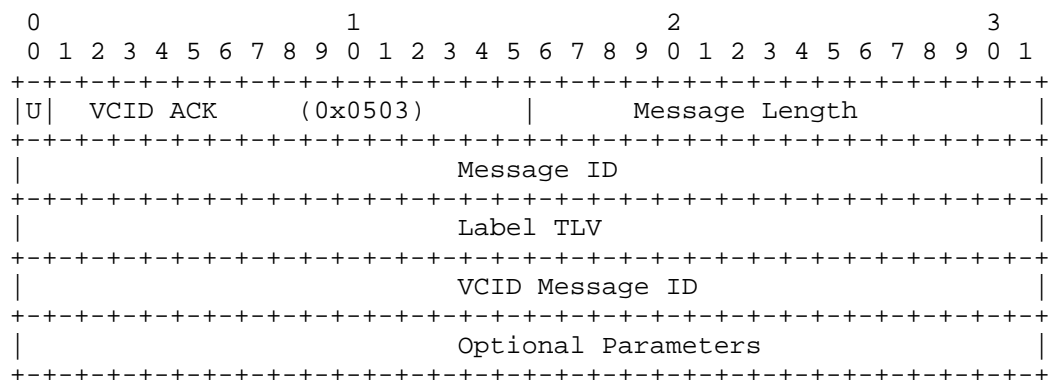 0                   1                   2                   3
 0 1 2 3 4 5 6 7 8 9 0 1 2 3 4 5 6 7 8 9 0 1 2 3 4 5 6 7 8 9 0 1
+-+-+-+-+-+-+-+-+-+-+-+-+-+-+-+-+-+-+-+-+-+-+-+-+-+-+-+-+-+-+-+-+
|U|  VCID ACK     (0x0503)      |      Message Length           |
+-+-+-+-+-+-+-+-+-+-+-+-+-+-+-+-+-+-+-+-+-+-+-+-+-+-+-+-+-+-+-+-+
|                           Message ID                          |
+-+-+-+-+-+-+-+-+-+-+-+-+-+-+-+-+-+-+-+-+-+-+-+-+-+-+-+-+-+-+-+-+
|                           Label TLV                           |
+-+-+-+-+-+-+-+-+-+-+-+-+-+-+-+-+-+-+-+-+-+-+-+-+-+-+-+-+-+-+-+-+
|                           VCID Message ID                     |
+-+-+-+-+-+-+-+-+-+-+-+-+-+-+-+-+-+-+-+-+-+-+-+-+-+-+-+-+-+-+-+-+
|                           Optional Parameters                 |
+-+-+-+-+-+-+-+-+-+-+-+-+-+-+-+-+-+-+-+-+-+-+-+-+-+-+-+-+-+-+-+-+